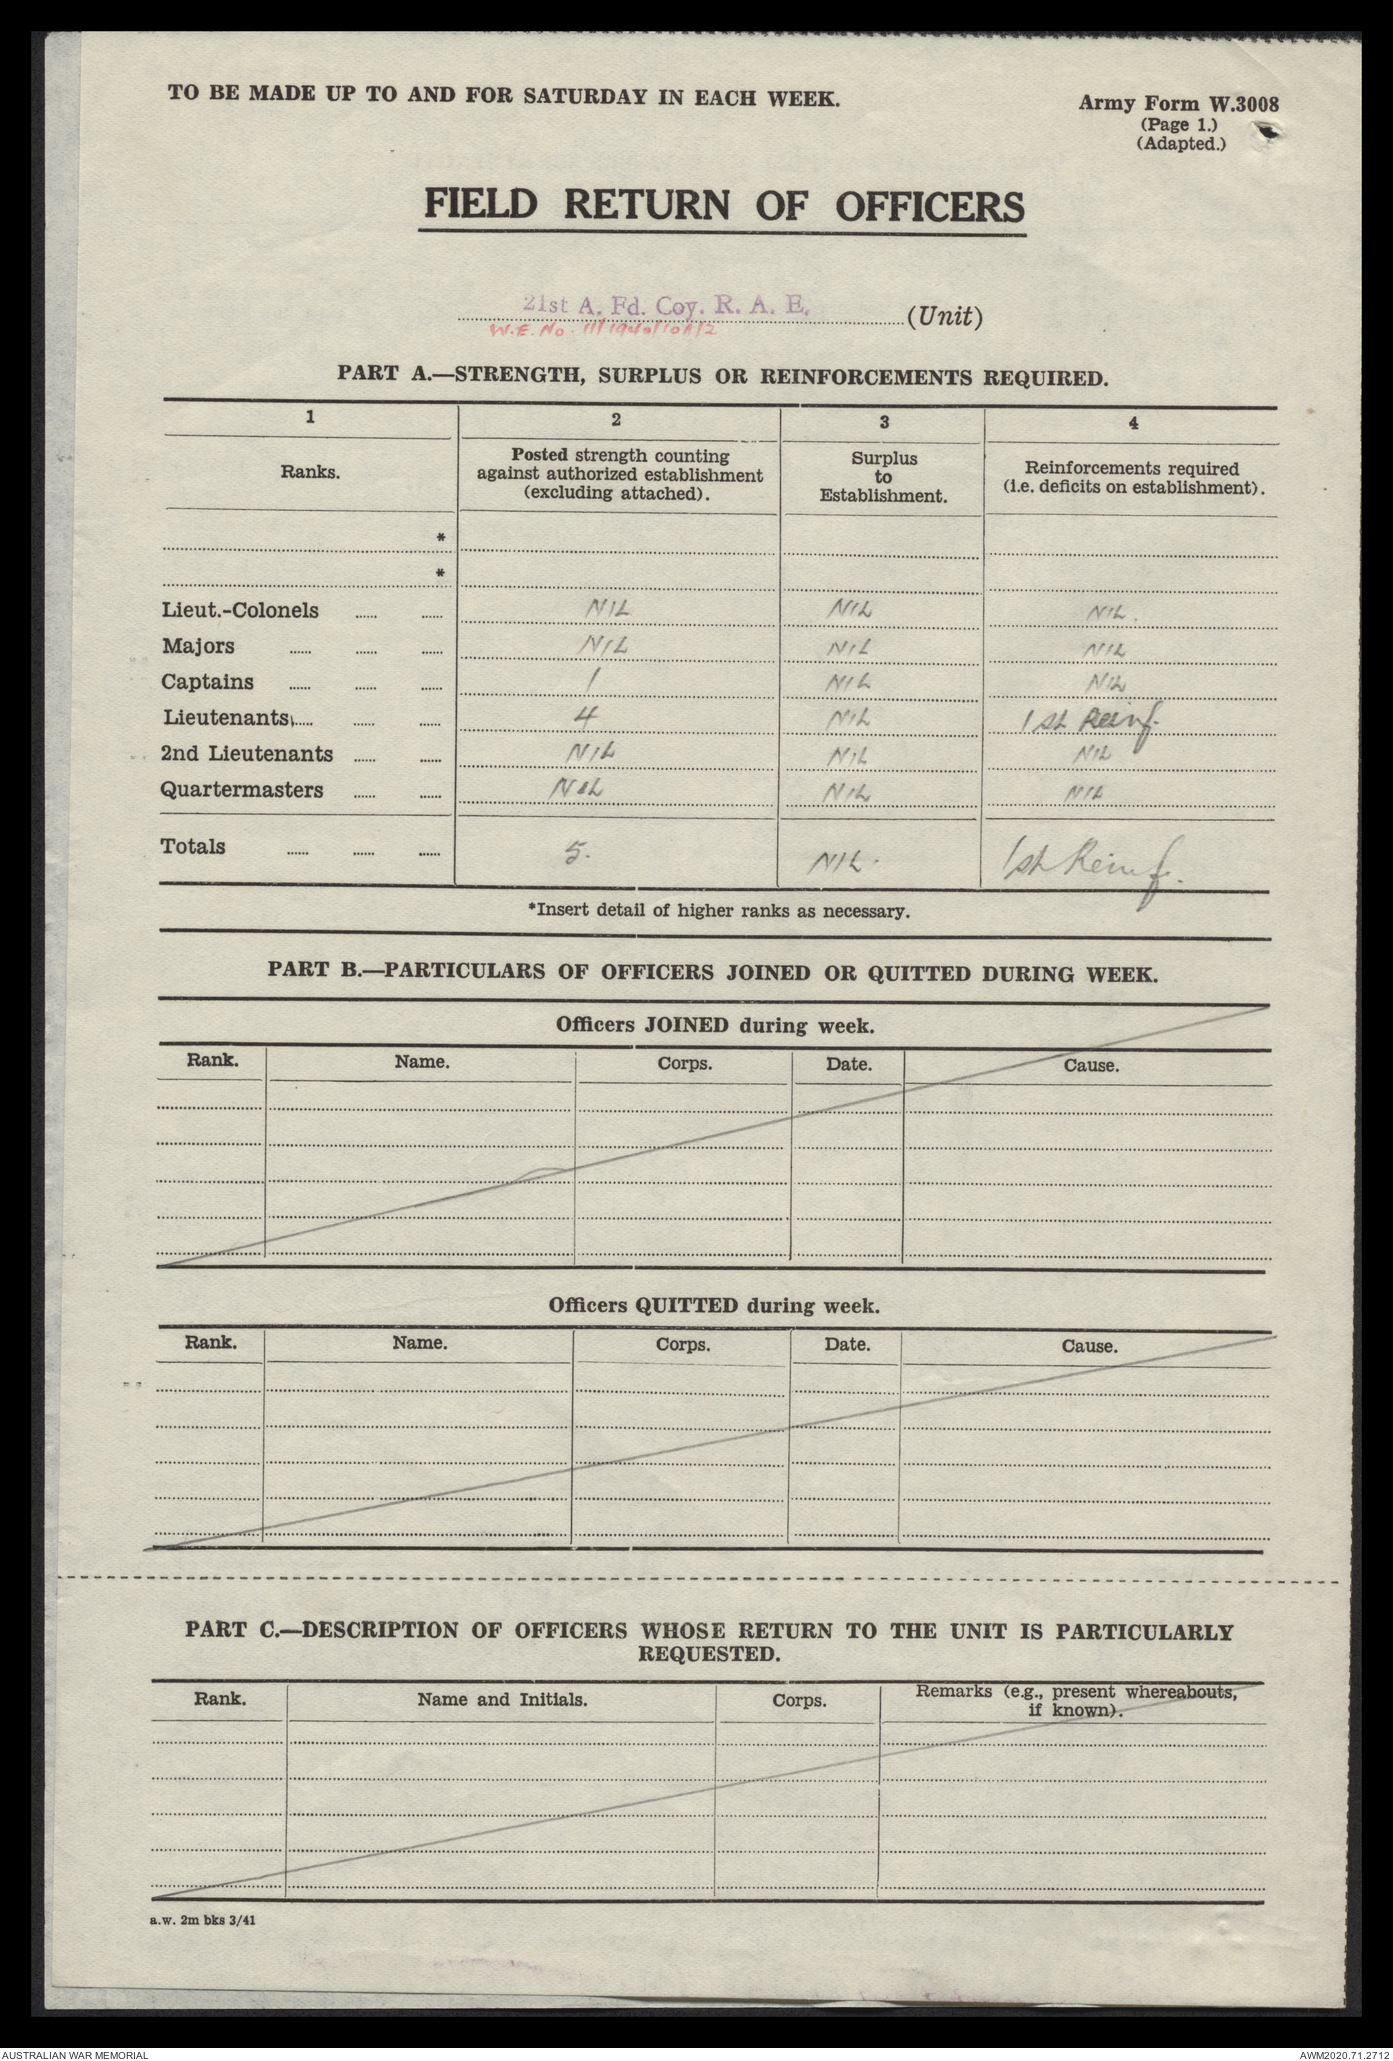 TO BE MADE UP TO AND FOR SATURDAY IN EACH WEEK.
Army Form W.3008
(Page 1.)
(Adapted.)
FIELD RETURN OF OFFICERS
21st A. Fd. Coy. R. A. E. (Unit)
W.E. No. 11/1940/10A/2
PART A.—STRENGTH, SURPLUS OR REINFORCEMENTS REQUIRED.
1 2 3 4
Ranks.
Posted strength counting
against authorized establishment
(excluding attached).
Surplus
to
Establishment.
Reinforcements required
(i.e. deficits on establishment).
*
*
Lieut.-Colonels ...... ...... NIL NIL NIL.
Majors ...... ...... ...... NIL NIL NIL
Captains ...... ...... ...... 1 NIL NIL
Lieutenants ...... ...... ...... 4 NIL 1st Reinf.
2nd Lieutenants ...... ...... NIL NIL NIL
Quartermasters ...... ...... NIL NIL NIL
Totals ...... ...... ...... 5. NIL. 1st Reinf.
*Insert detail of higher ranks as necessary.
PART B.—PARTICULARS OF OFFICERS JOINED OR QUITTED DURING WEEK.
Officers JOINED during week.
Rank. Name. Corps. Date. Cause.
Officers QUITTED during week.
Rank. Name. Corps. Date. Cause.
PART C.—DESCRIPTION OF OFFICERS WHOSE RETURN TO THE UNIT IS PARTICULARLY
REQUESTED.
Rank. Name and Initials. Corps. Remarks (e.g., present whereabouts,
if known).
a.w. 2m bks 3/41
AUSTRALIAN WAR MEMORIAL AWM2020.71.2712